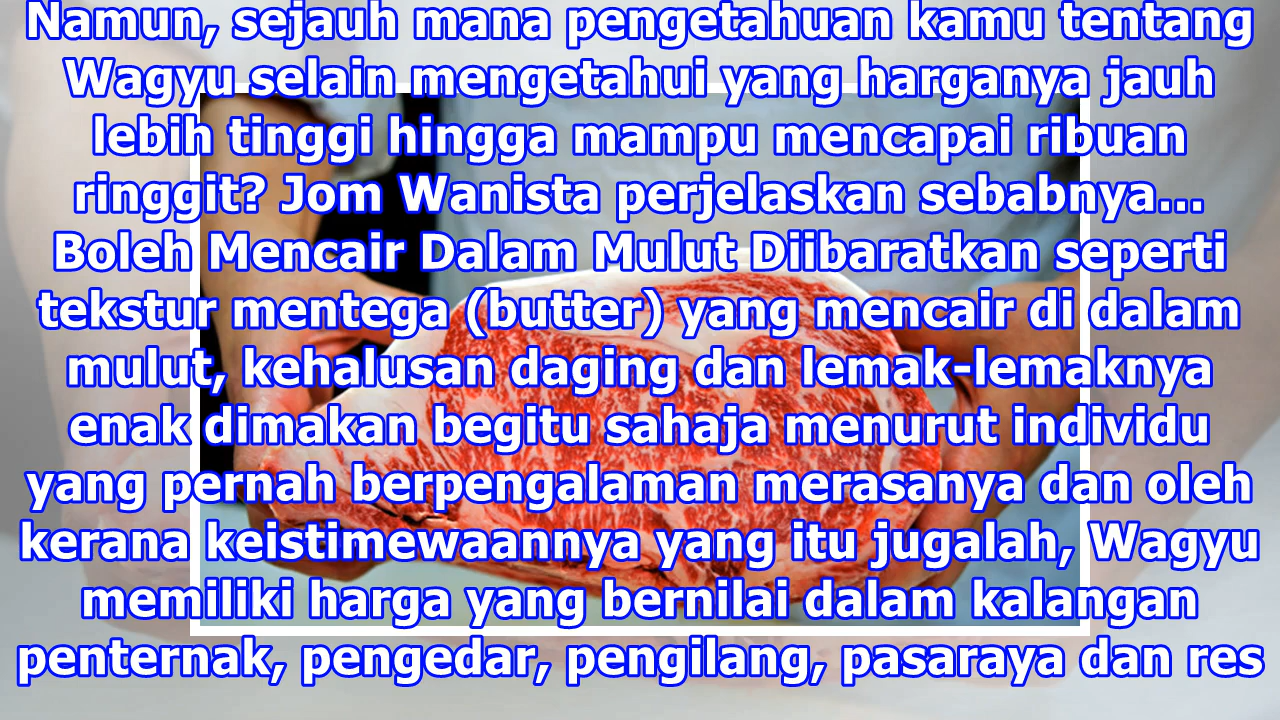 Namun, sejauh mana pengetahuan kamu tentang
Wagyu selain mengetahui yang harganya jauh
lebih tinggi hingga mampu mencapai ribuan
ringgit? Jom Wanista perjelaskan sebabnya...
Boleh Mencair Dalam Mulut Diibaratkan seperti
tekstur mentega (butter) yang mencair di dalam
mulut, kehalusan daging dan lemak-lemaknya
enak dimakan begitu sahaja menurut individu
yang pernah berpengalaman merasanya dan oleh
kerana keistimewaannya yang itu jugalah, Wagyu
memiliki harga yang bernilai dalam kalangan
penternak, pengedar, pengilang, pasaraya dan res